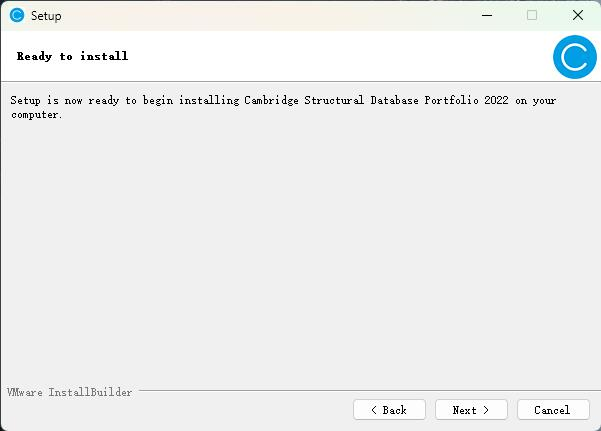 Setup
Ready to install
Setup is now ready to begin installing Cambridge Structural Database Portfolio 2022 on your
computer.
VMware InstallBuilder
< Back
Next >
Cancel